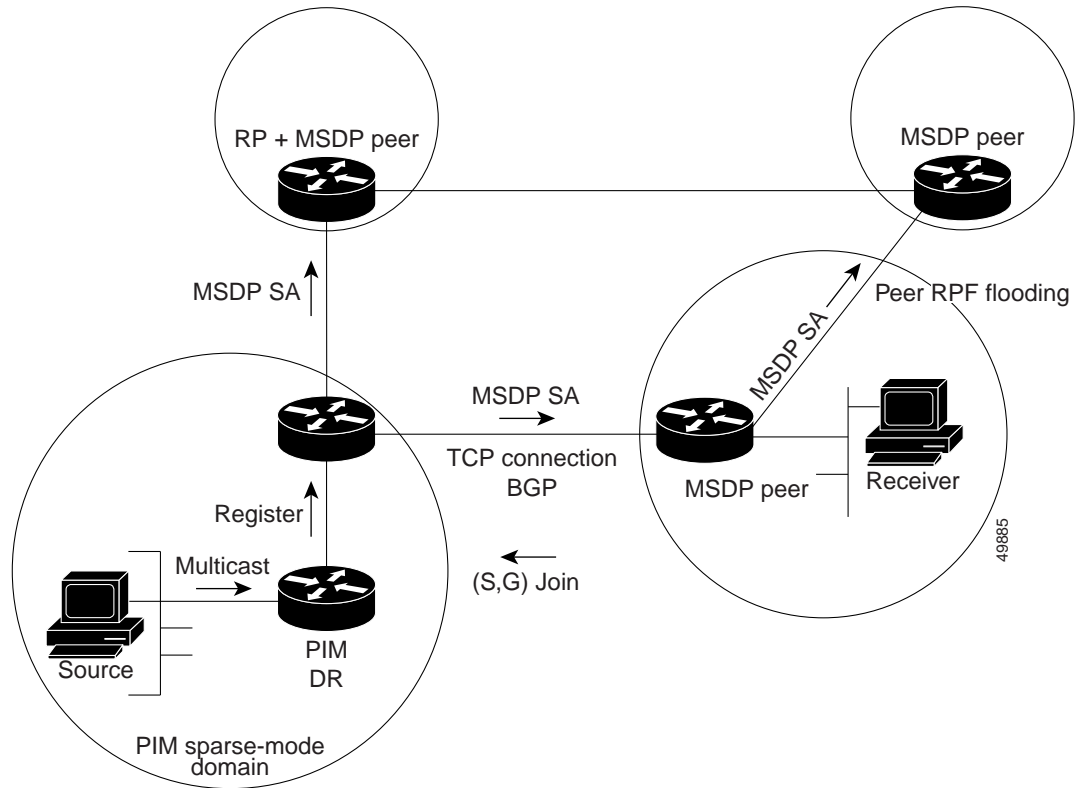 RP + MSDP peer
MSDP peer
MSDP SA
Peer RPF flooding
MSDP SA
MSDP SA
TCP connection
BGP
MSDP peer
Receiver
Register
49885
Multicast
(S,G) Join
Source
PIM
DR
PIM sparse-mode
domain